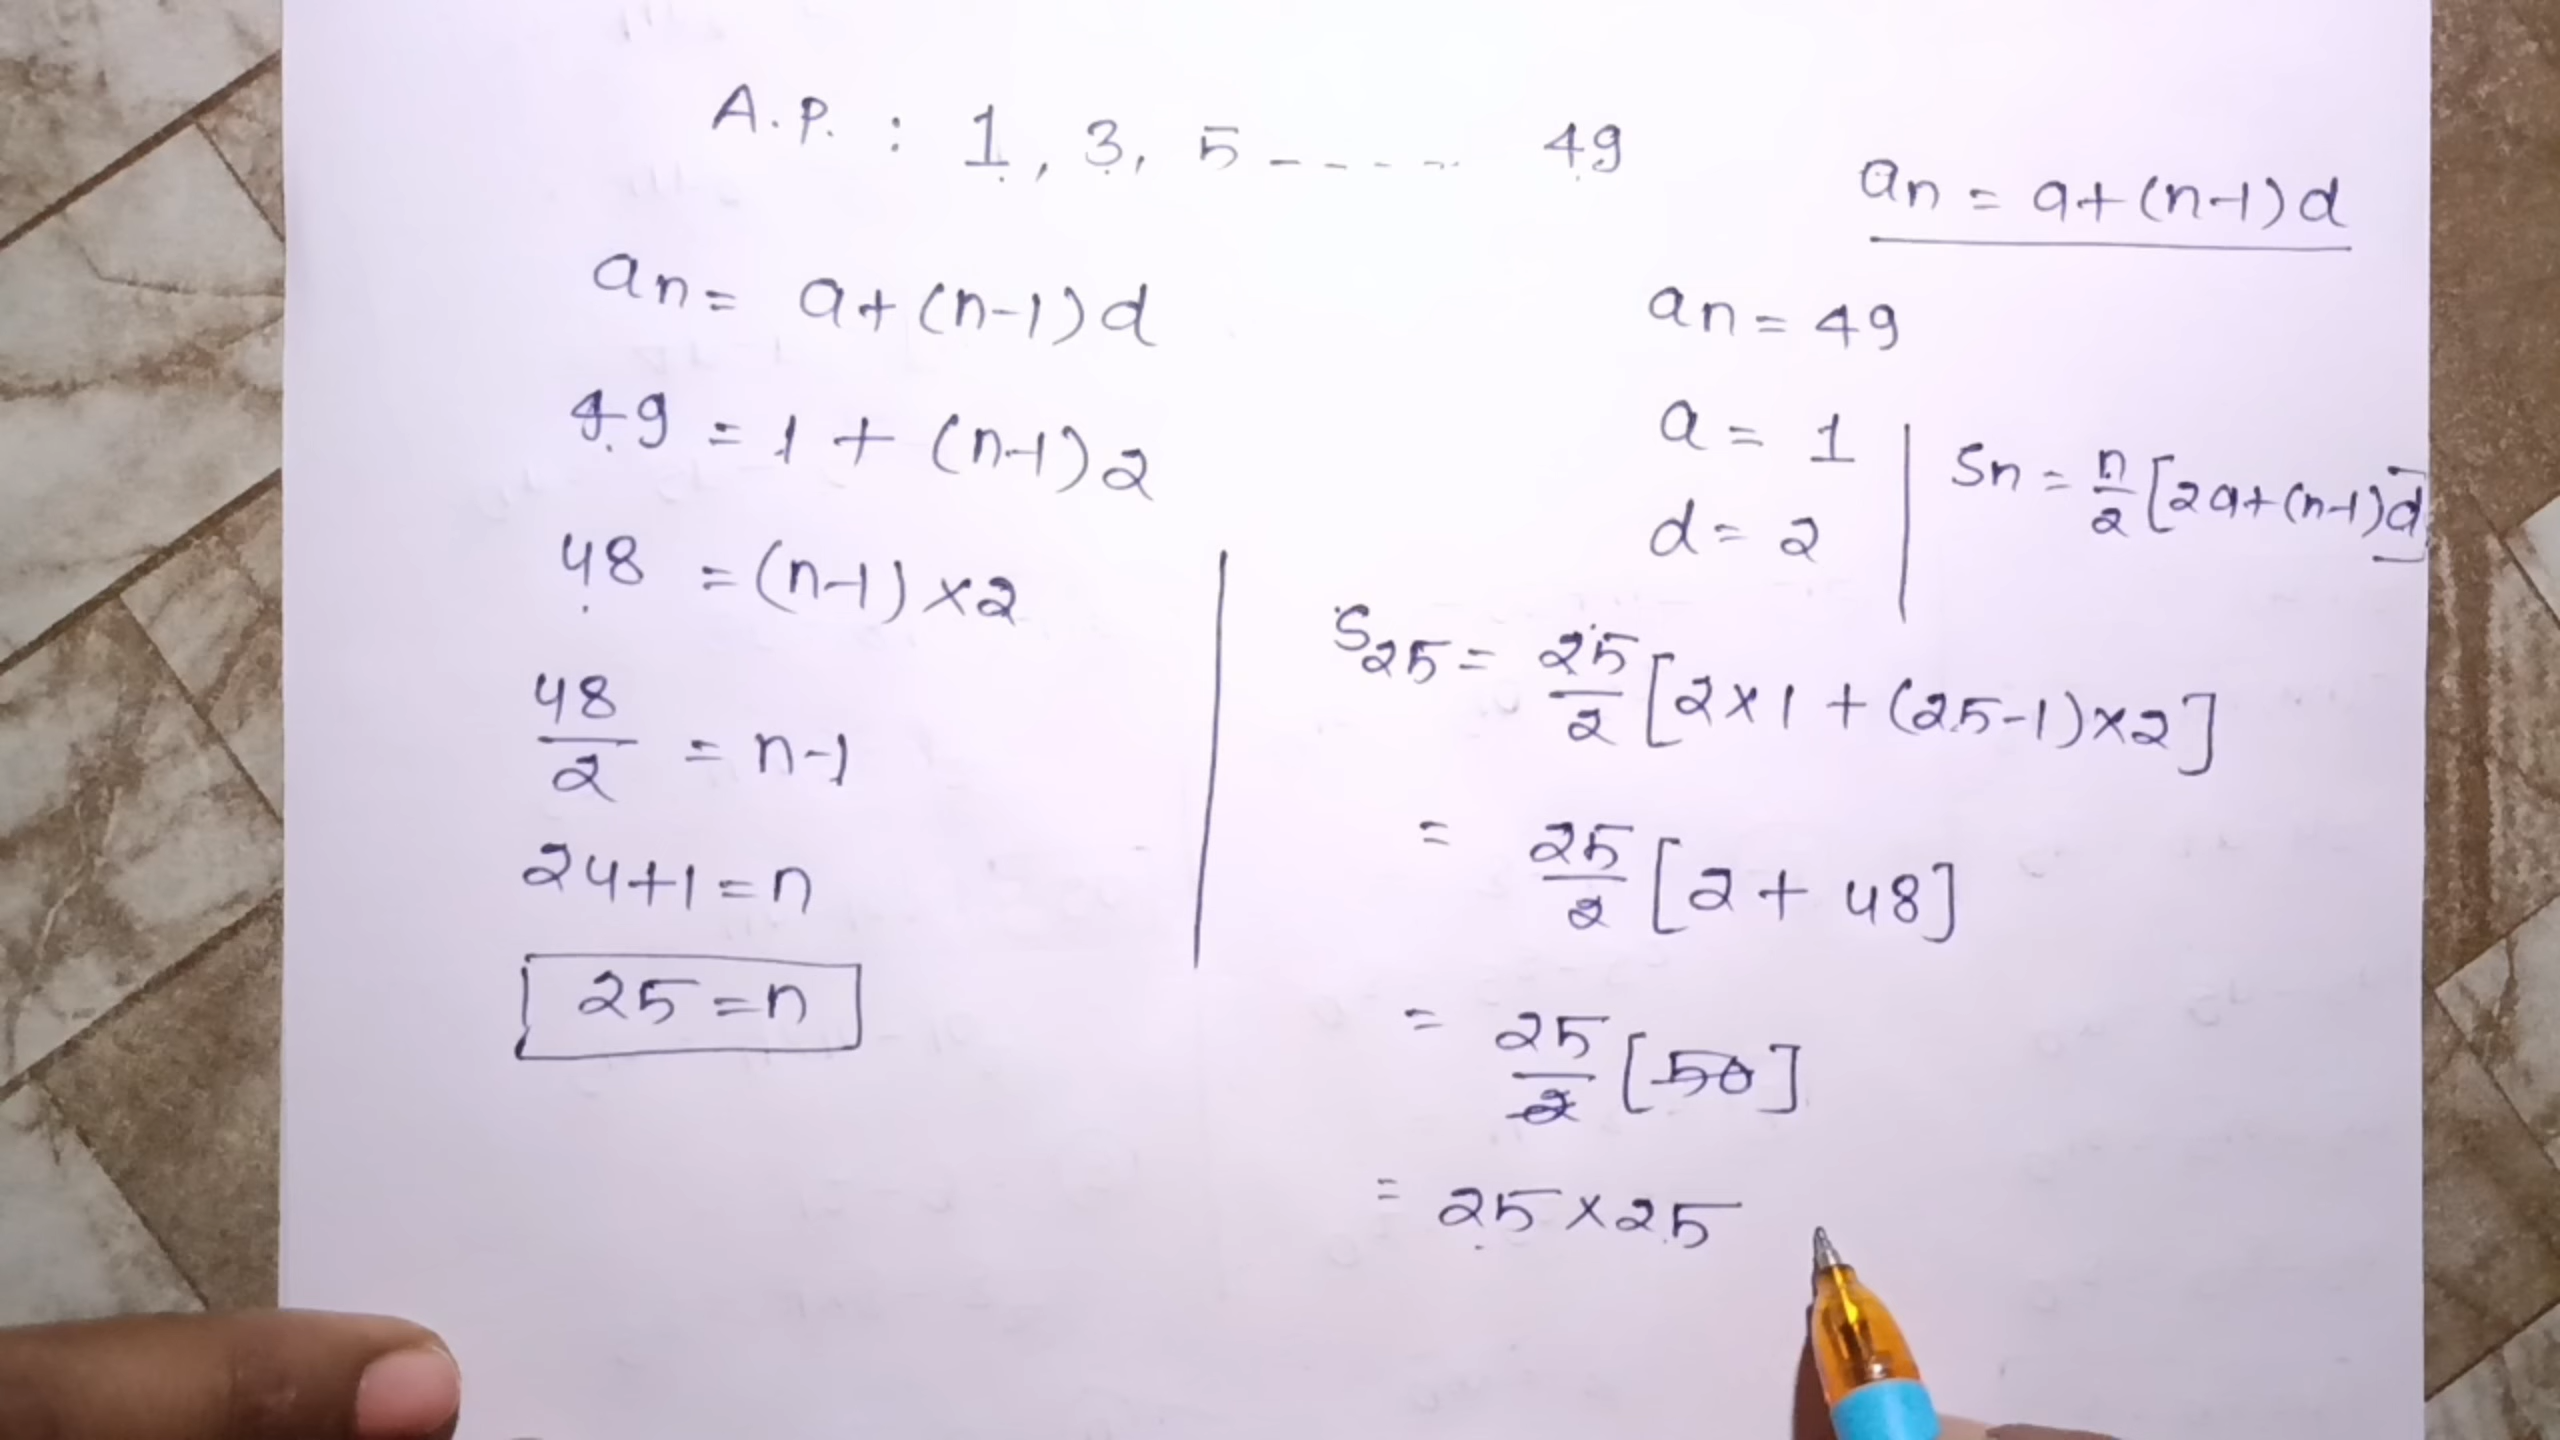 A.P. : 1, 3, 5 ----- 49
an = a+(n-1)d
an = a+(n-1)d
49 = 1 + (n-1)2
48 = (n-1)×2
48/2 = n-1
24+1=n
25=n
an = 49
a = 1
d = 2
Sn = n/2 [2a+(n-1)d]
S25 = 25/2 [2×1 + (25-1)×2]
= 25/2 [2 + 48]
= 25/2 [50]
= 25×25